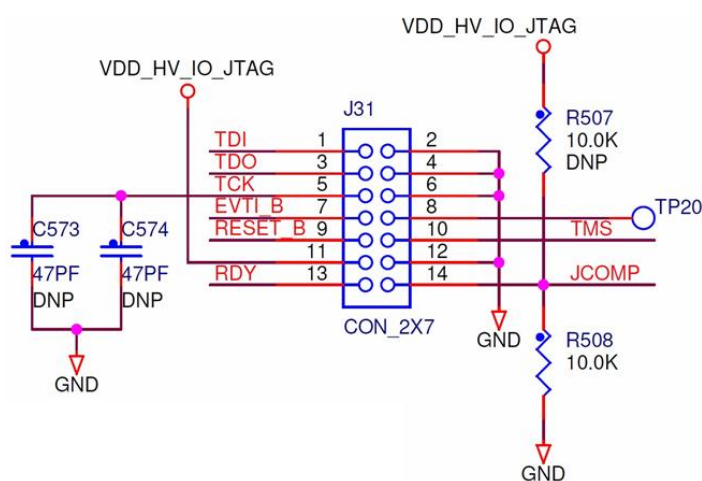 VDD_HV_IO_JTAG
VDD_HV_IO_JTAG
J31
R507
10.0K
DNP
TDI 1 2
TDO 3 4
TCK 5 6
EVTI_B 7 8 TP20
RESET_B 9 10 TMS
11 12
RDY 13 14 JCOMP
C573
47PF
DNP
C574
47PF
DNP
CON_2X7
GND
GND
R508
10.0K
GND